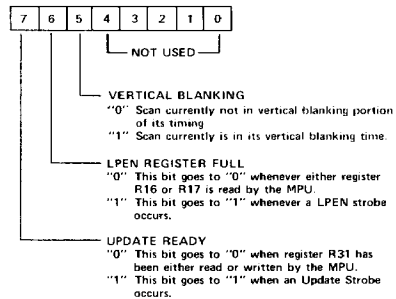 7 6 5 4 3 2 1 0
NOT USED
VERTICAL BLANKING
"0" Scan currently not in vertical blanking portion
of its timing
"1" Scan currently is in its vertical blanking time.
LPEN REGISTER FULL
"0" This bit goes to "0" whenever either register
R16 or R17 is read by the MPU.
"1" This bit goes to "1" whenever a LPEN strobe
occurs.
UPDATE READY
"0" This bit goes to "0" when register R31 has
been either read or written by the MPU.
"1" This bit goes to "1" when an Update Strobe
occurs.